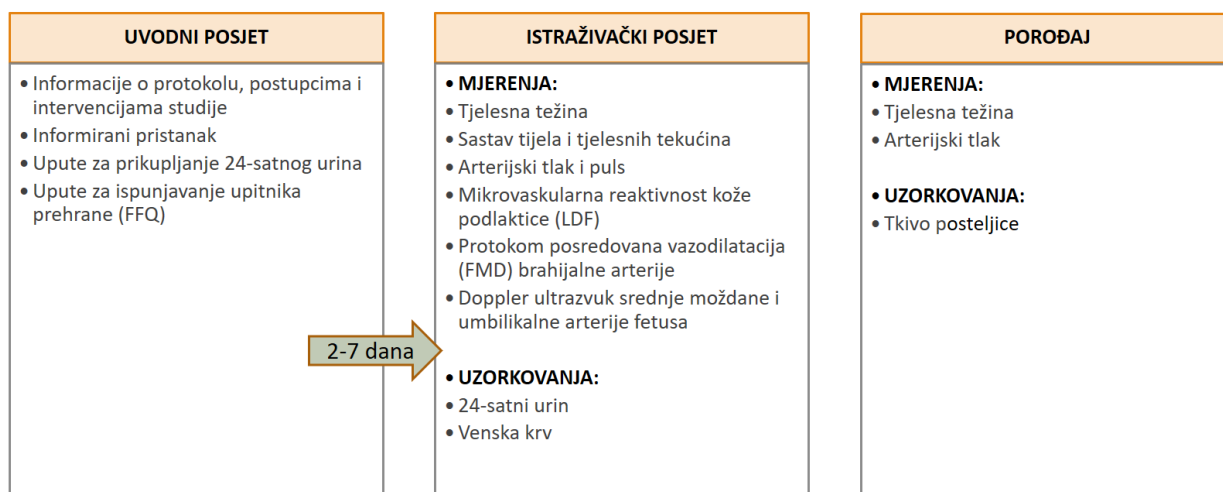 UVODNI POSJET
• Informacije o protokolu, postupcima i
intervencijama studije
• Informirani pristanak
• Upute za prikupljanje 24-satnog urina
• Upute za ispunjavanje upitnika
prehrane (FFQ)
2-7 dana
ISTRAŽIVAČKI POSJET
• MJERENJA:
• Tjelesna težina
• Sastav tijela i tjelesnih tekućina
• Arterijski tlak i puls
• Mikrovaskularna reaktivnost kože
podlaktice (LDF)
• Protokom posredovana vazodilatacija
(FMD) brahijalne arterije
• Doppler ultrazvuk srednje moždane i
umbilikalne arterije fetusa
• UZORKOVANJA:
• 24-satni urin
• Venska krv
POROĐAJ
• MJERENJA:
• Tjelesna težina
• Arterijski tlak
• UZORKOVANJA:
• Tkivo posteljice